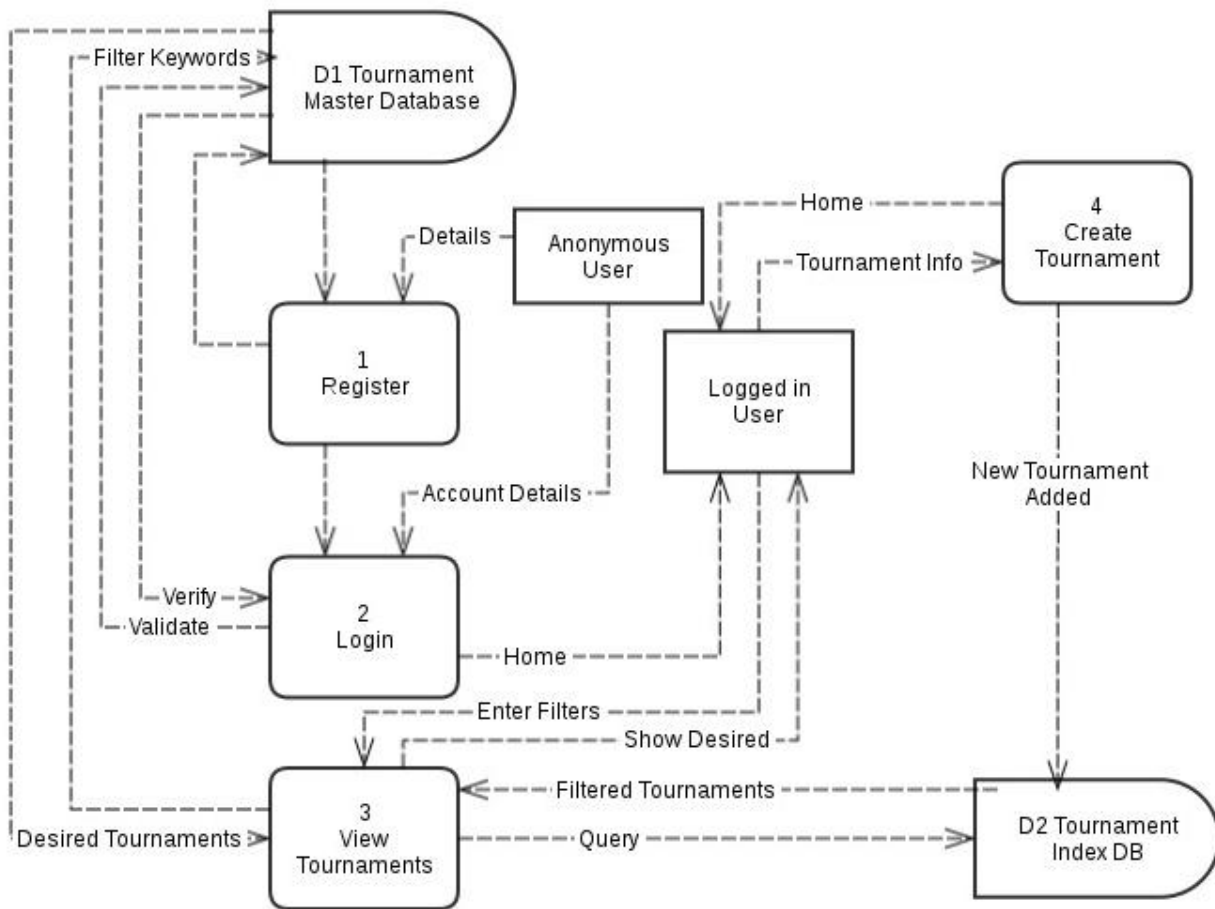 Filter Keywords
D1 Tournament
Master Database
Home
4
Create
Tournament
Details
Anonymous
User
Tournament Info
1
Register
Logged in
User
Account Details
New Tournament
Added
Verify
Validate
2
Login
Home
Enter Filters
Show Desired
Filtered Tournaments
Desired Tournaments
3
View
Tournaments
Query
D2 Tournament
Index DB